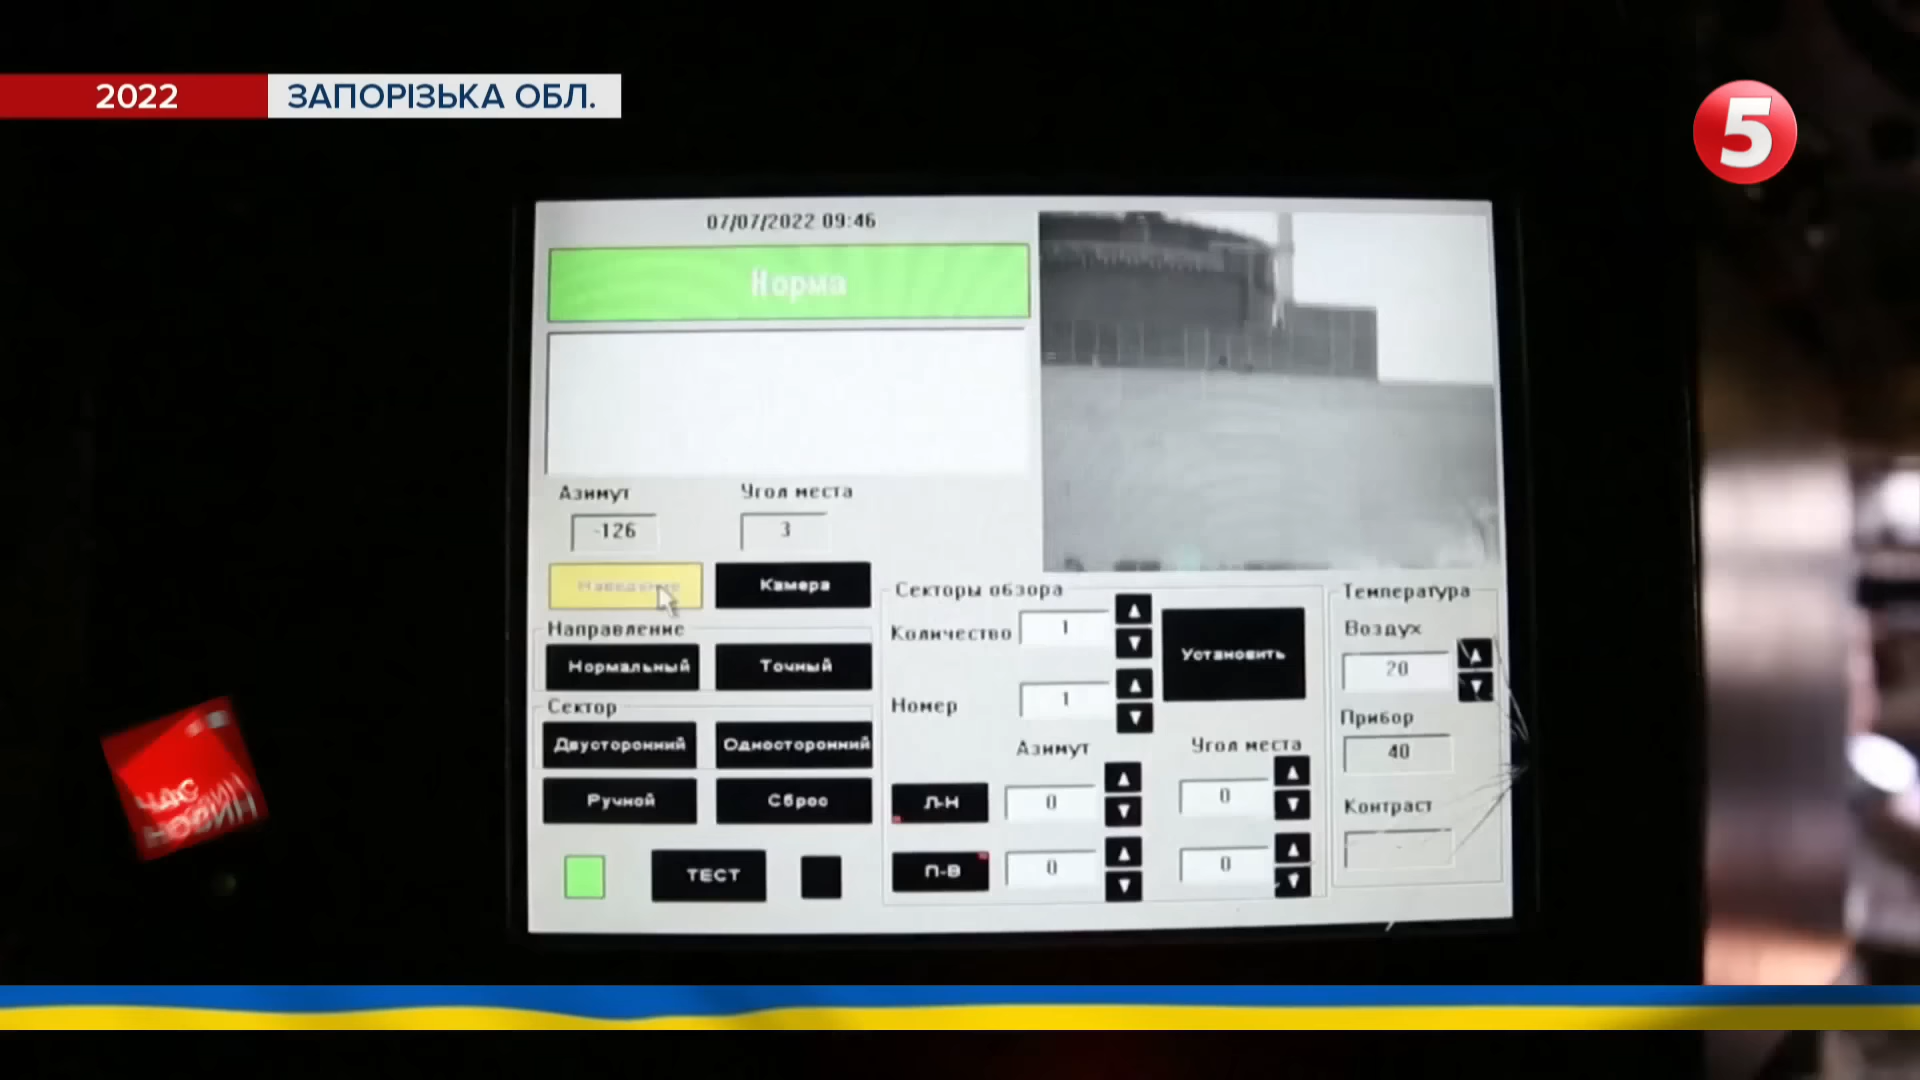 2022
ЗАПОРІЗЬКА ОБЛ.
5
07/07/2022 09:46
Норма
Азимут
Угол места
-126
3
Наведение
Камера
Направление
Нормальный
Точный
Сектор
Двусторонний
Односторонний
Ручной
Сброс
ТЕСТ
Секторы обзора
Количество
1
Установить
Номер
1
Азимут
Угол места
Л-Н
0
0
П-В
0
0
Температура
Воздух
20
Прибор
40
Контраст
ЧАС
НОВИН